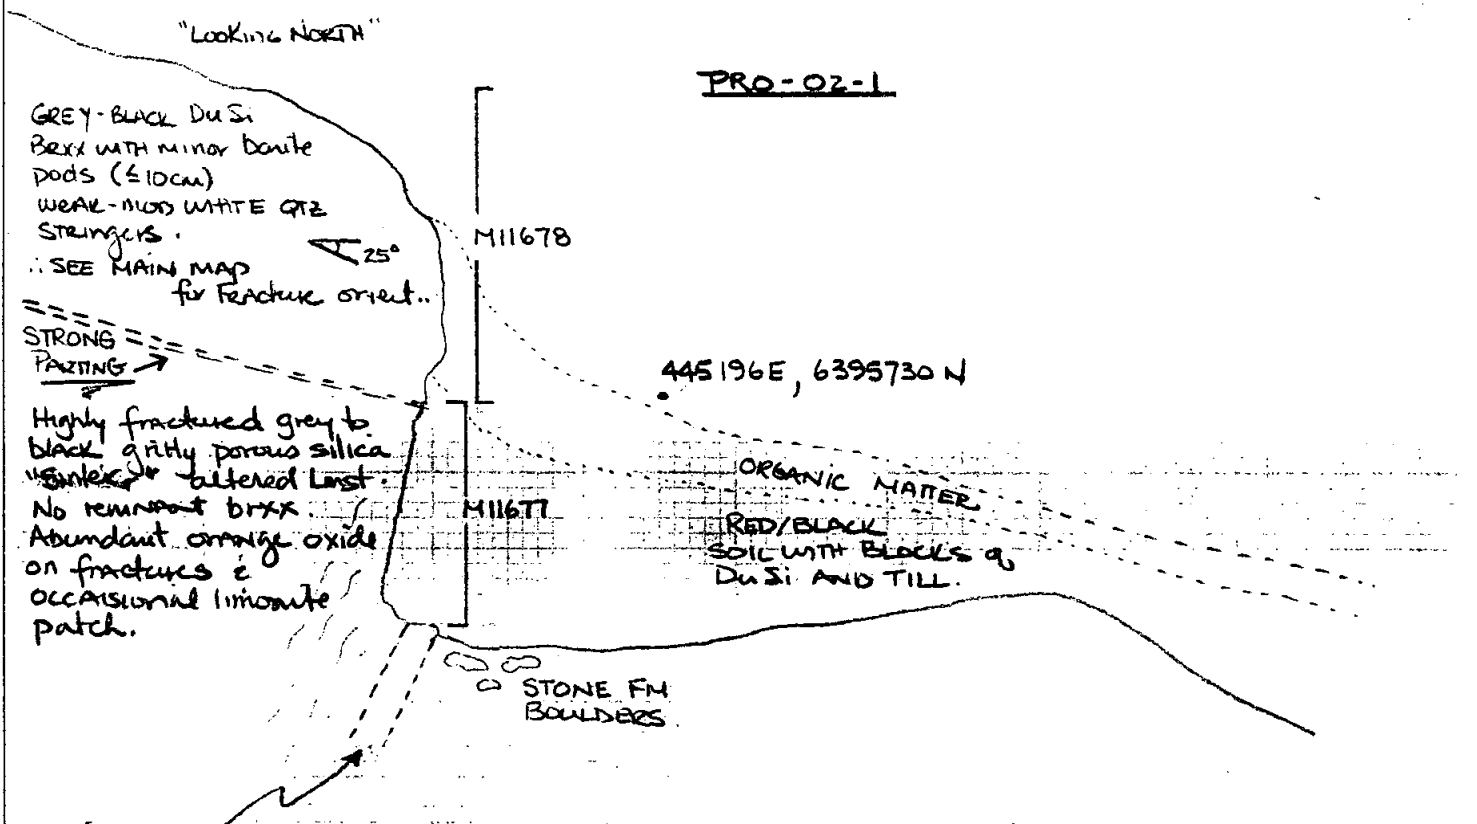 "LOOKING NORTH"
PRO-02-1
GREY-BLACK DuSi
Brxx WITH minor barite
pods (≤10cm)
WEAK-MOD WHITE QTZ
STRINGERS.
25°
∴ SEE MAIN MAP
for Fracture orient..
M11678
STRONG
PARTING
445196E, 6395730 N
Highly fractured grey to
black gritty porous silica
"Sinter" altered Lmst.
No remnant brxx.
Abundant orange oxide
on fractures &
occaisional limonite
patch.
M11677
ORGANIC MATTER
RED/BLACK
SOIL WITH BLOCKS of
DuSi AND TILL.
STONE FM
BOULDERS